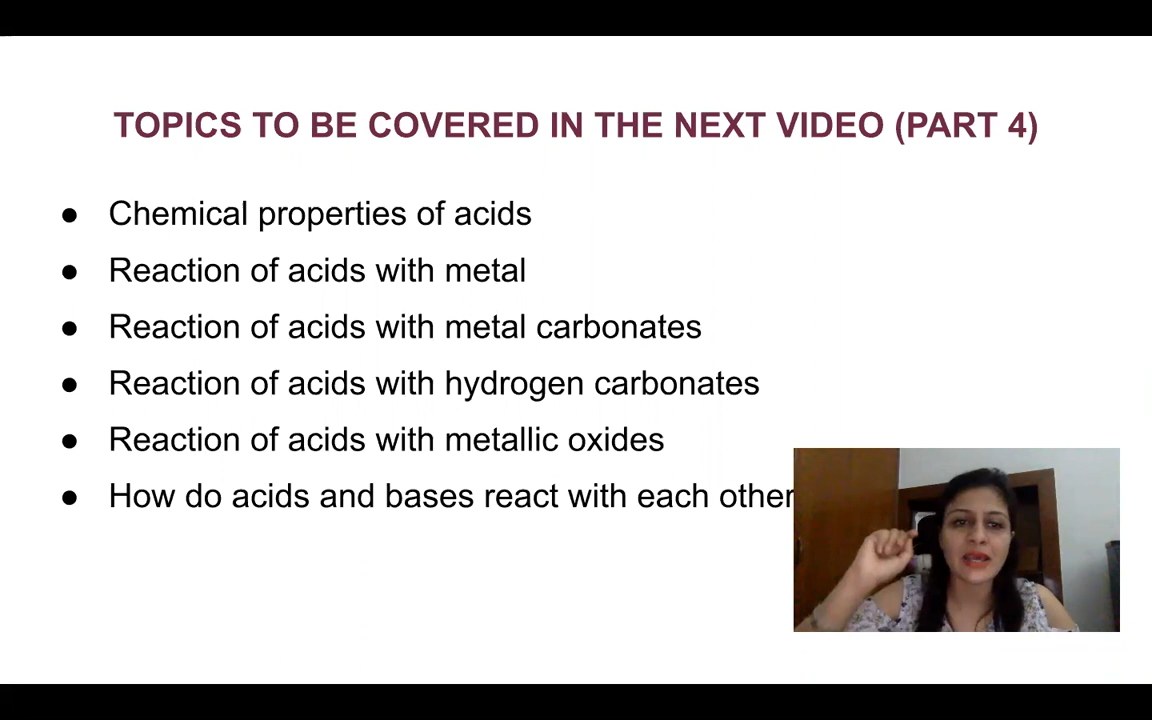 TOPICS TO BE COVERED IN THE NEXT VIDEO (PART 4)
● Chemical properties of acids
● Reaction of acids with metal
● Reaction of acids with metal carbonates
● Reaction of acids with hydrogen carbonates
● Reaction of acids with metallic oxides
● How do acids and bases react with each other